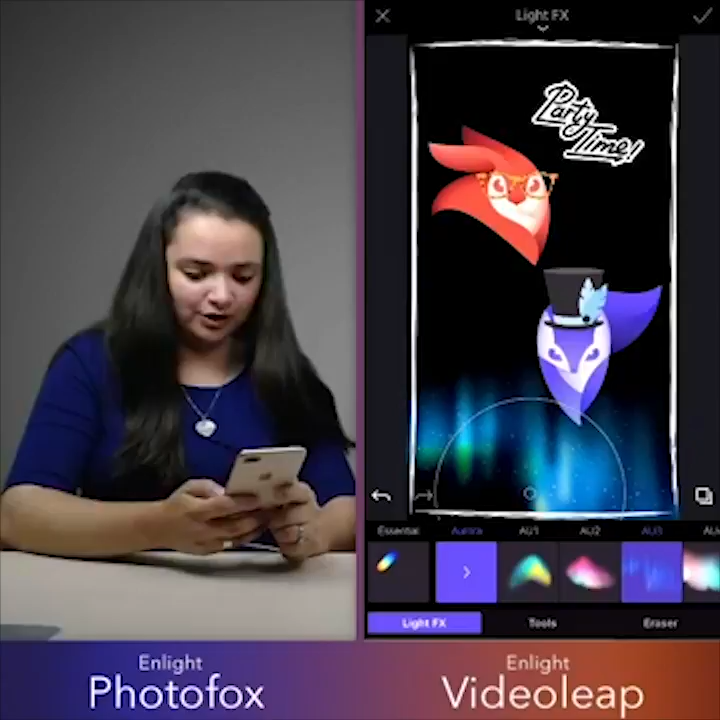 Light FX
Party
Time!
Essential
Aurora
AU1
AU2
AU3
Light FX
Tools
Eraser
Enlight
Photofox
Enlight
Videoleap